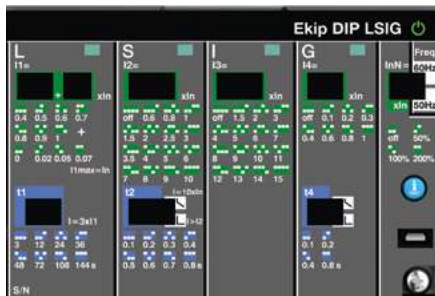 Ekip DIP LSIG
L
I1=
xIn
0.4 0.5 0.6 0.7
0.8 0.9 1 +
0 0.02 0.05 0.07
I1max=In
t1
I=3xI1
3 12 24 36
48 72 108 144 s
S/N
S
I2=
xIn
off 0.6 0.8 1
1.5 2 2.5 3
3.5 4 5 6
7 8 9 10
t2
I=10xIn
I>I2
0.1 0.2 0.3 0.4
0.5 0.6 0.7 0.8s
I
I3=
xIn
off 1.5 2 3
4 5 6 7
8 9 10 11
12 13 14 15
G
I4=
xIn
off 0.1 0.2 0.3
0.4 0.6 0.8 1
t4
0.1 0.2
0.4 0.8 s
InN=
xIn
off 50%
100% 200%
Freq
60Hz
50Hz
i